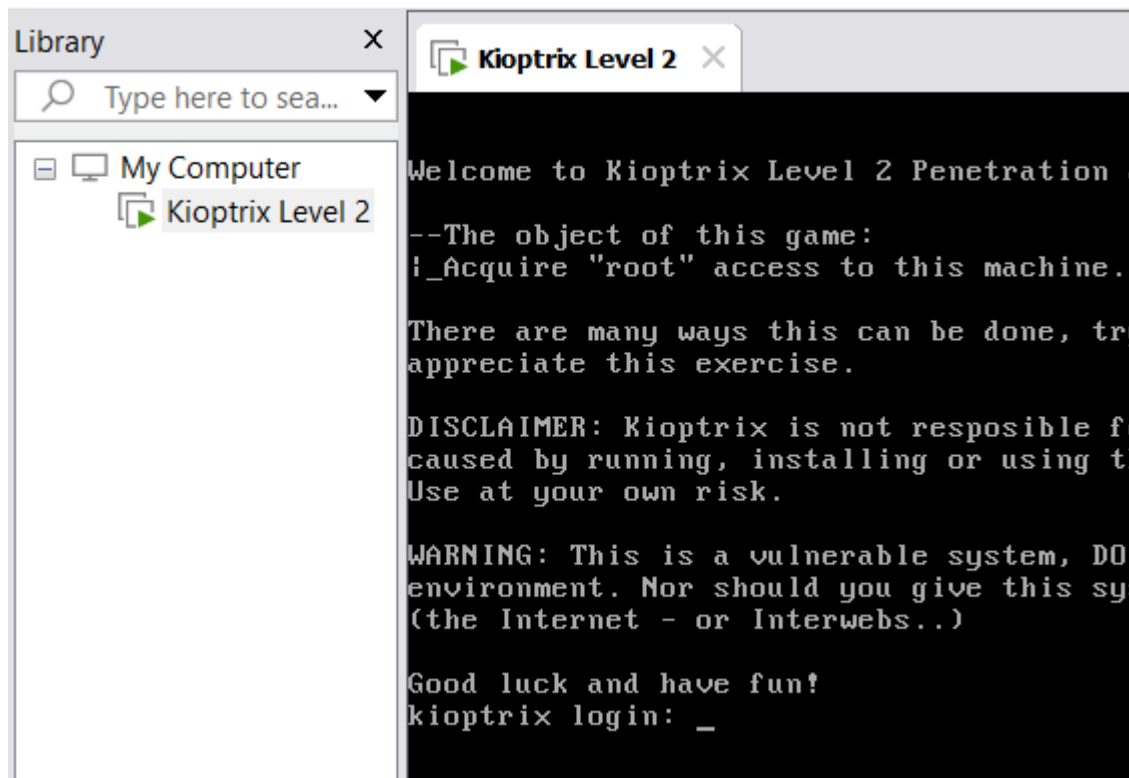 Library
Type here to sea...
My Computer
Kioptrix Level 2
Kioptrix Level 2
Welcome to Kioptrix Level 2 Penetration
--The object of this game:
|_Acquire "root" access to this machine.
There are many ways this can be done,
appreciate this exercise.
DISCLAIMER: Kioptrix is not resposible
caused by running, installing or using
Use at your own risk.
WARNING: This is a vulnerable system, DO
environment. Nor should you give this
(the Internet - or Interwebs..)
Good luck and have fun!
kioptrix login: _